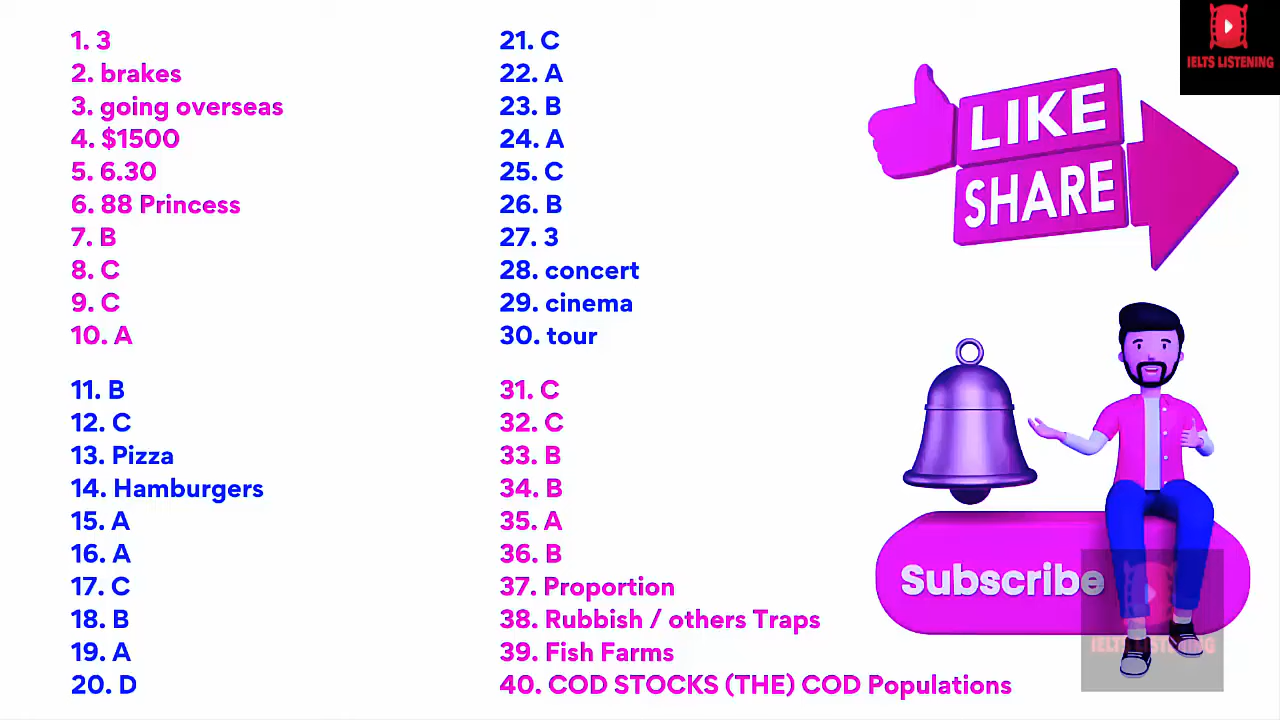 1. 3
2. brakes
3. going overseas
4. $1500
5. 6.30
6. 88 Princess
7. B
8. C
9. C
10. A
11. B
12. C
13. Pizza
14. Hamburgers
15. A
16. A
17. C
18. B
19. A
20. D
21. C
22. A
23. B
24. A
25. C
26. B
27. 3
28. concert
29. cinema
30. tour
31. C
32. C
33. B
34. B
35. A
36. B
37. Proportion
38. Rubbish / others Traps
39. Fish Farms
40. COD STOCKS (THE) COD Populations
IELTS LISTENING
LIKE
SHARE
Subscribe
IELTS LISTENING